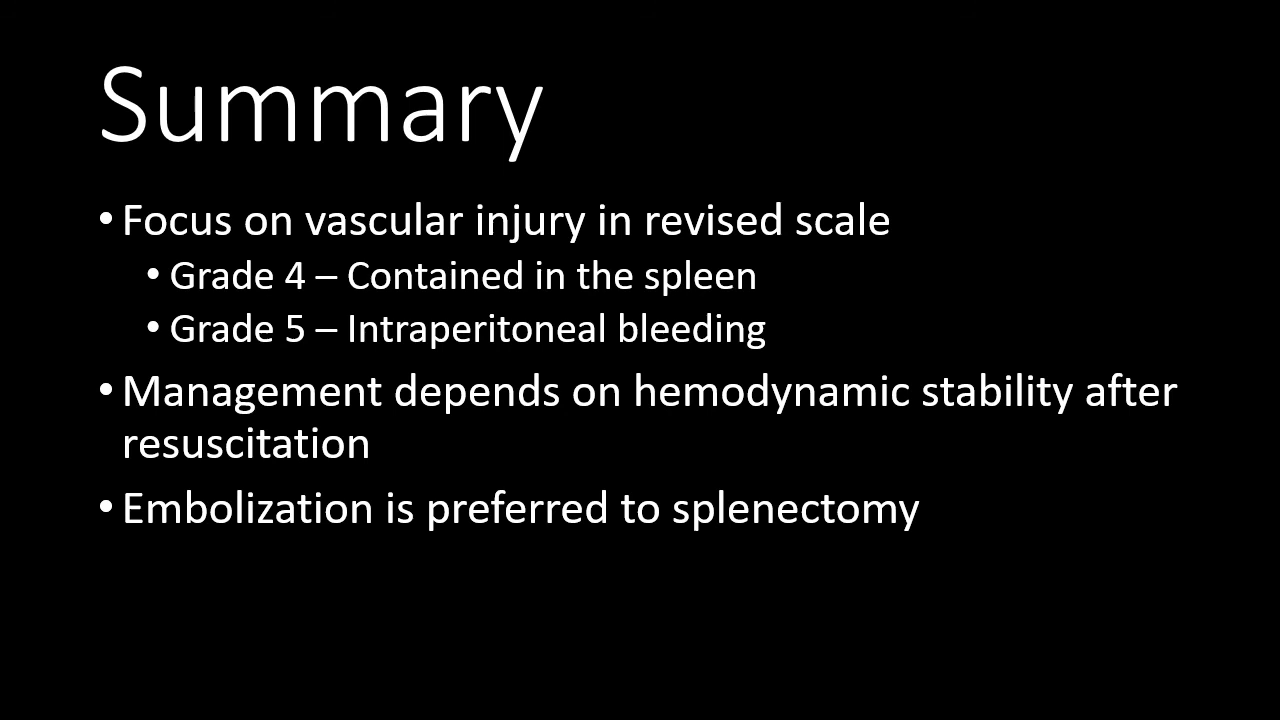 Summary
• Focus on vascular injury in revised scale
• Grade 4 – Contained in the spleen
• Grade 5 – Intraperitoneal bleeding
• Management depends on hemodynamic stability after
resuscitation
• Embolization is preferred to splenectomy